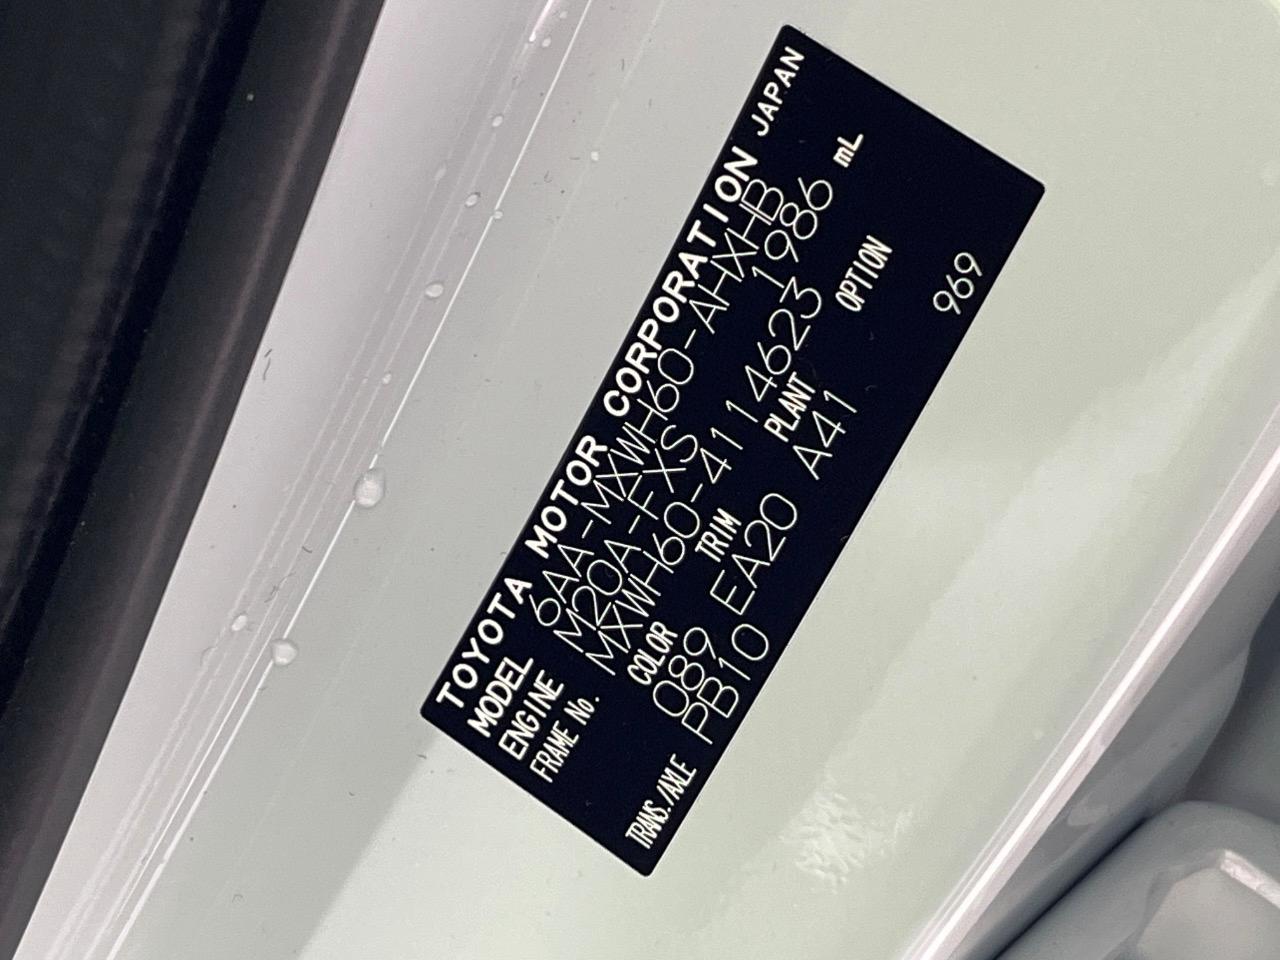 TOYOTA MOTOR CORPORATION JAPAN
MODEL 6AA-MXWH60-AHXHB
ENGINE M20A-FXS 1986 mL
FRAME No. MXWH60-4114623
COLOR TRIM PLANT OPTION
089 EA20 A41
TRANS./AXLE PB10 969